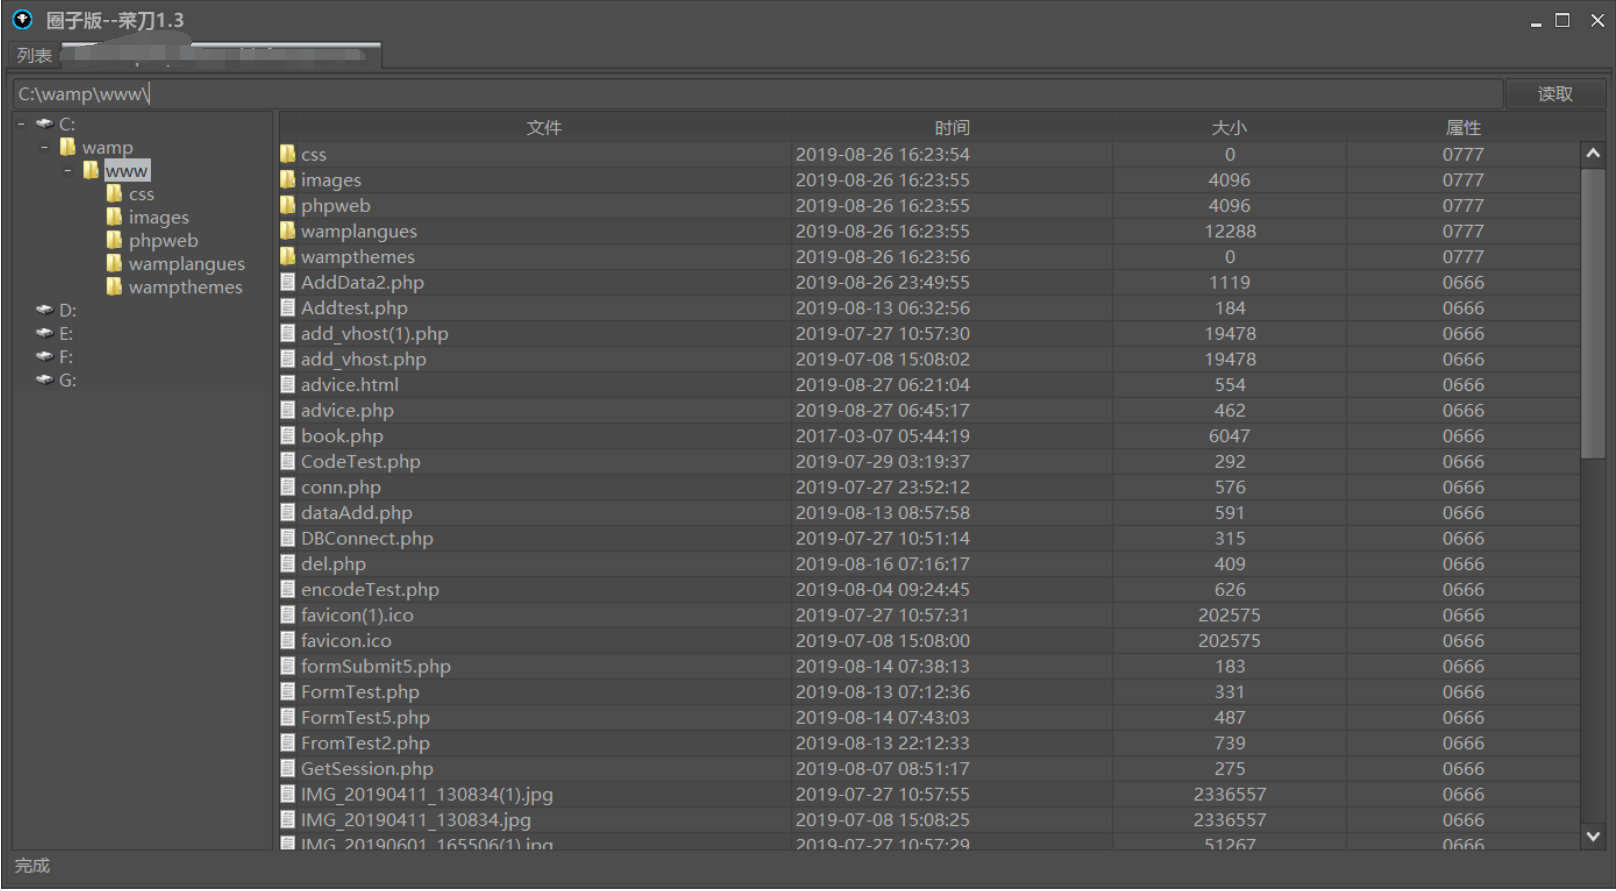 圈子版--菜刀1.3
列表
C:\wamp\www\
读取
C:
wamp
www
css
images
phpweb
wamplangues
wampthemes
D:
E:
F:
G:
文件 时间 大小 属性
css 2019-08-26 16:23:54 0 0777
images 2019-08-26 16:23:55 4096 0777
phpweb 2019-08-26 16:23:55 4096 0777
wamplangues 2019-08-26 16:23:55 12288 0777
wampthemes 2019-08-26 16:23:56 0 0777
AddData2.php 2019-08-26 23:49:55 1119 0666
Addtest.php 2019-08-13 06:32:56 184 0666
add_vhost(1).php 2019-07-27 10:57:30 19478 0666
add_vhost.php 2019-07-08 15:08:02 19478 0666
advice.html 2019-08-27 06:21:04 554 0666
advice.php 2019-08-27 06:45:17 462 0666
book.php 2017-03-07 05:44:19 6047 0666
CodeTest.php 2019-07-29 03:19:37 292 0666
conn.php 2019-07-27 23:52:12 576 0666
dataAdd.php 2019-08-13 08:57:58 591 0666
DBConnect.php 2019-07-27 10:51:14 315 0666
del.php 2019-08-16 07:16:17 409 0666
encodeTest.php 2019-08-04 09:24:45 626 0666
favicon(1).ico 2019-07-27 10:57:31 202575 0666
favicon.ico 2019-07-08 15:08:00 202575 0666
formSubmit5.php 2019-08-14 07:38:13 183 0666
FormTest.php 2019-08-13 07:12:36 331 0666
FormTest5.php 2019-08-14 07:43:03 487 0666
FromTest2.php 2019-08-13 22:12:33 739 0666
GetSession.php 2019-08-07 08:51:17 275 0666
IMG_20190411_130834(1).jpg 2019-07-27 10:57:55 2336557 0666
IMG_20190411_130834.jpg 2019-07-08 15:08:25 2336557 0666
IMG_20190601_165506(1).jpg 2019-07-27 10:57:29 51267 0666
完成